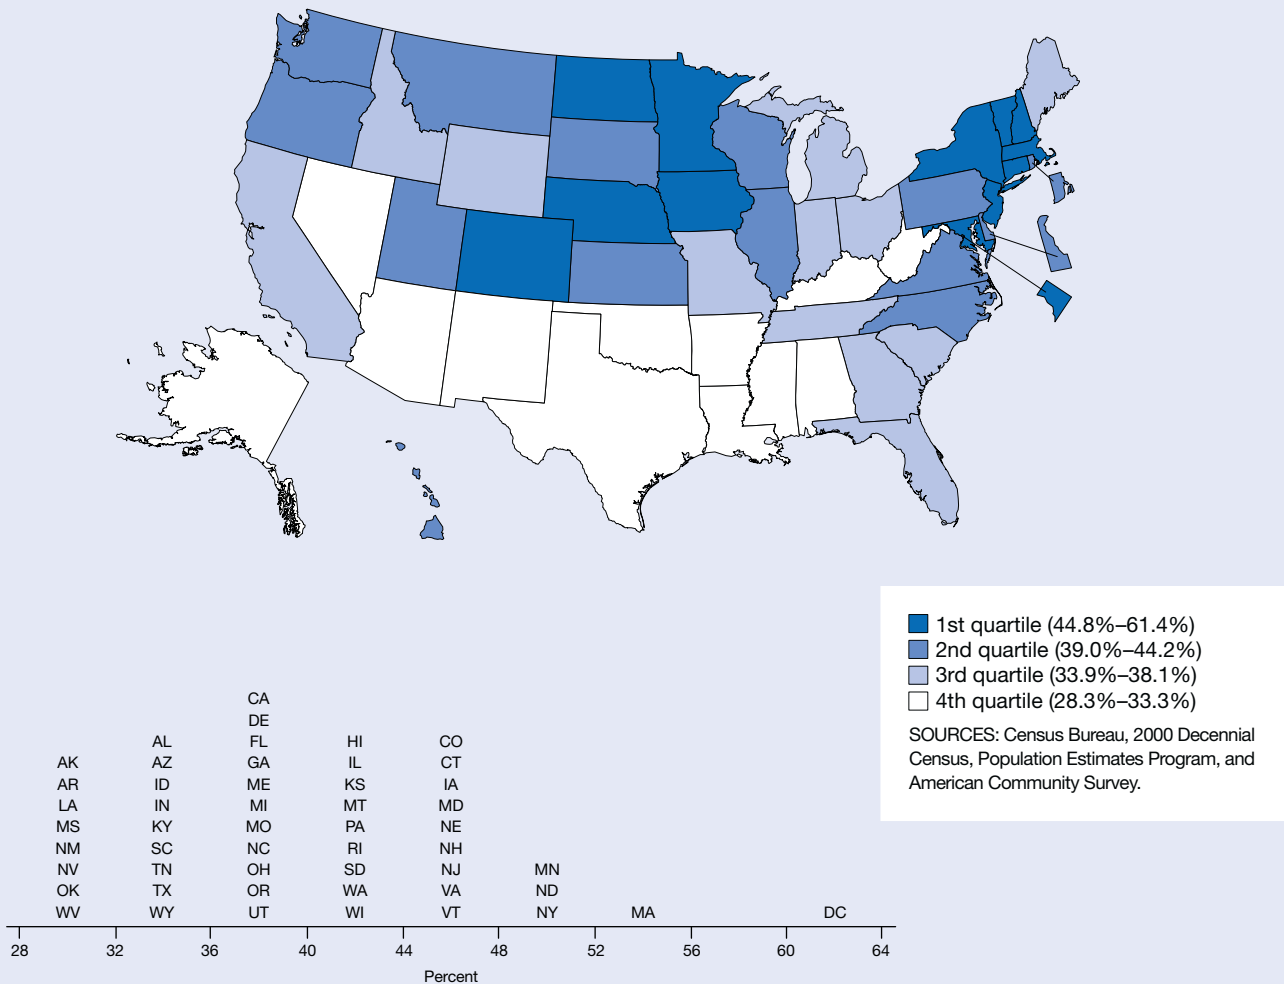 1st quartile (44.8%–61.4%)
2nd quartile (39.0%–44.2%)
3rd quartile (33.9%–38.1%)
4th quartile (28.3%–33.3%)
SOURCES: Census Bureau, 2000 Decennial
Census, Population Estimates Program, and
American Community Survey.
CA
DE
AL FL HI CO
AK AZ GA IL CT
AR ID ME KS IA
LA IN MI MT MD
MS KY MO PA NE
NM SC NC RI NH
NV TN OH SD NJ MN
OK TX OR WA VA ND
WV WY UT WI VT NY MA DC
28 32 36 40 44 48 52 56 60 64
Percent